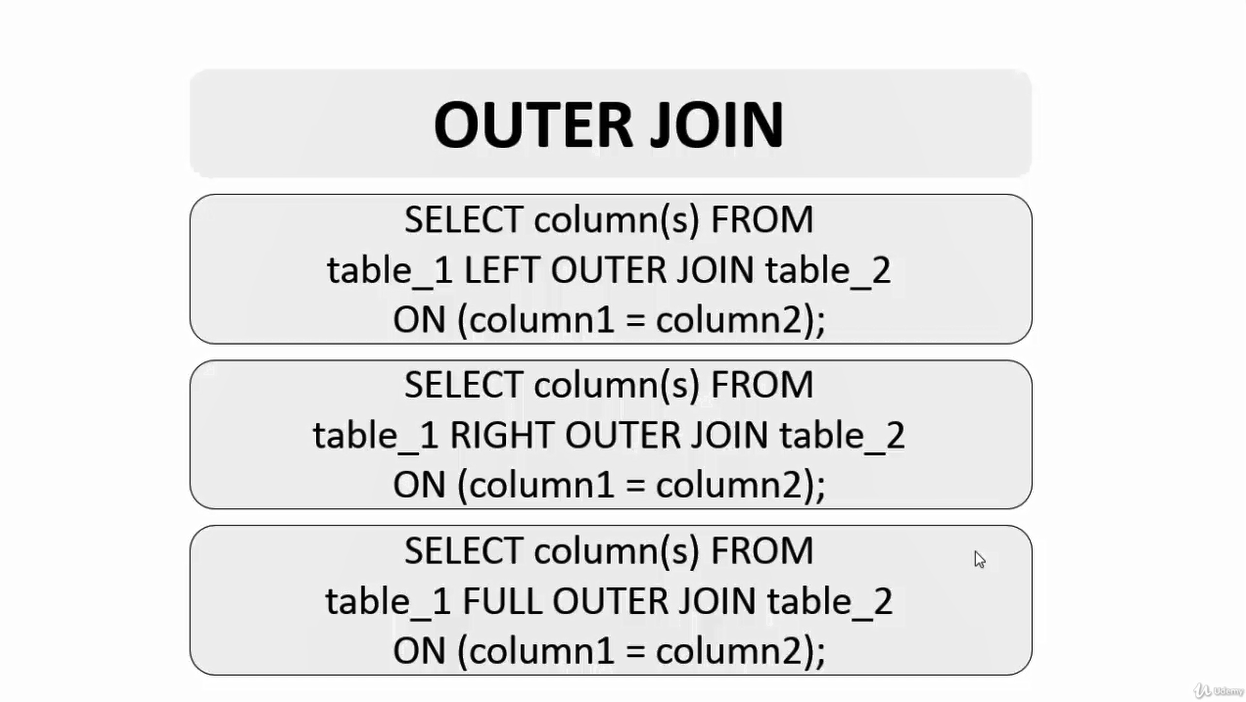 OUTER JOIN
SELECT column(s) FROM
table_1 LEFT OUTER JOIN table_2
ON (column1 = column2);
SELECT column(s) FROM
table_1 RIGHT OUTER JOIN table_2
ON (column1 = column2);
SELECT column(s) FROM
table_1 FULL OUTER JOIN table_2
ON (column1 = column2);
Udemy